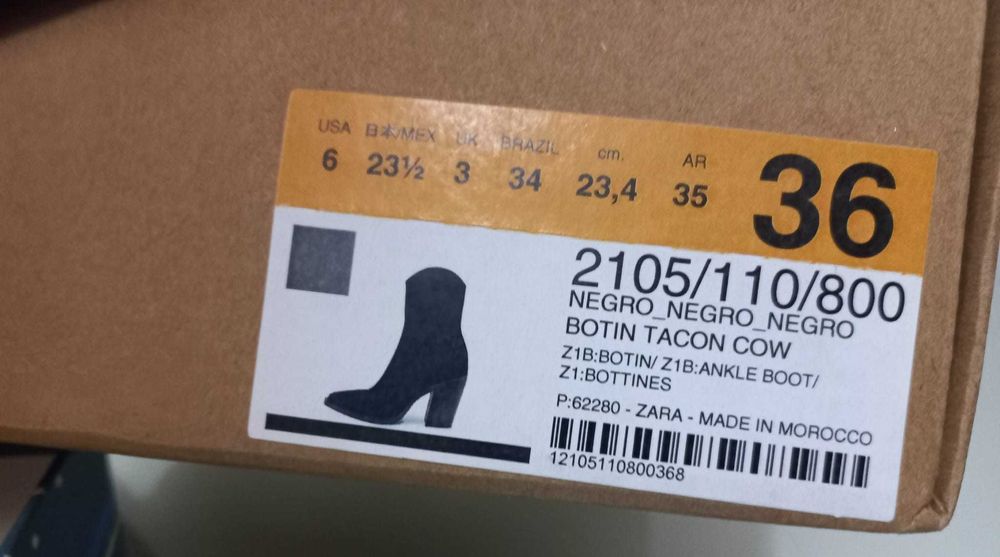 USA 日本/MEX UK BRAZIL cm. AR
6 23½ 3 34 23,4 35 36
2105/110/800
NEGRO_NEGRO_NEGRO
BOTIN TACON COW
Z1B:BOTIN/ Z1B:ANKLE BOOT/
Z1:BOTTINES
P:62280 - ZARA - MADE IN MOROCCO
12105110800368